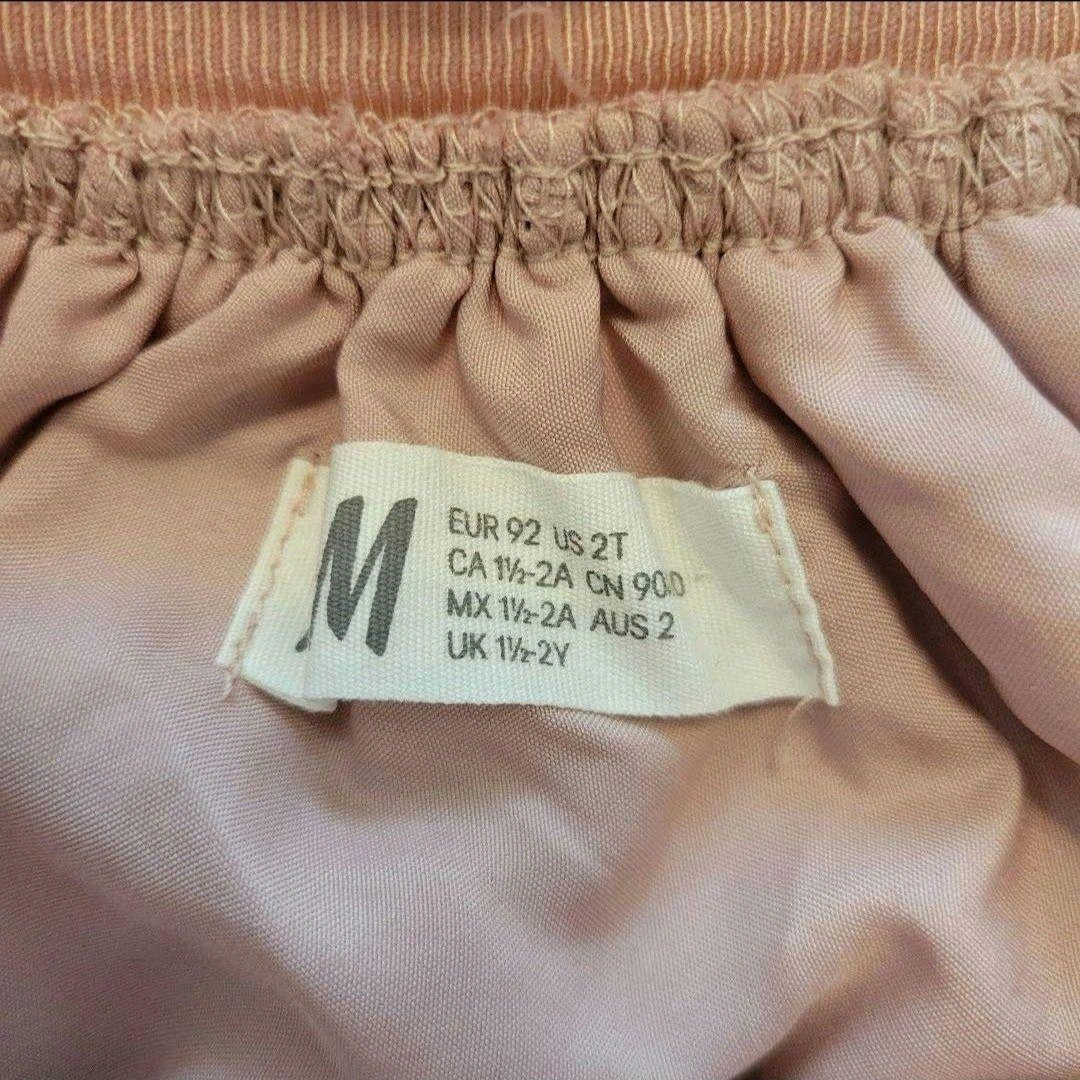 M
EUR 92 US 2T
CA 1½-2A CN 90
MX 1½-2A AUS 2
UK 1½-2Y